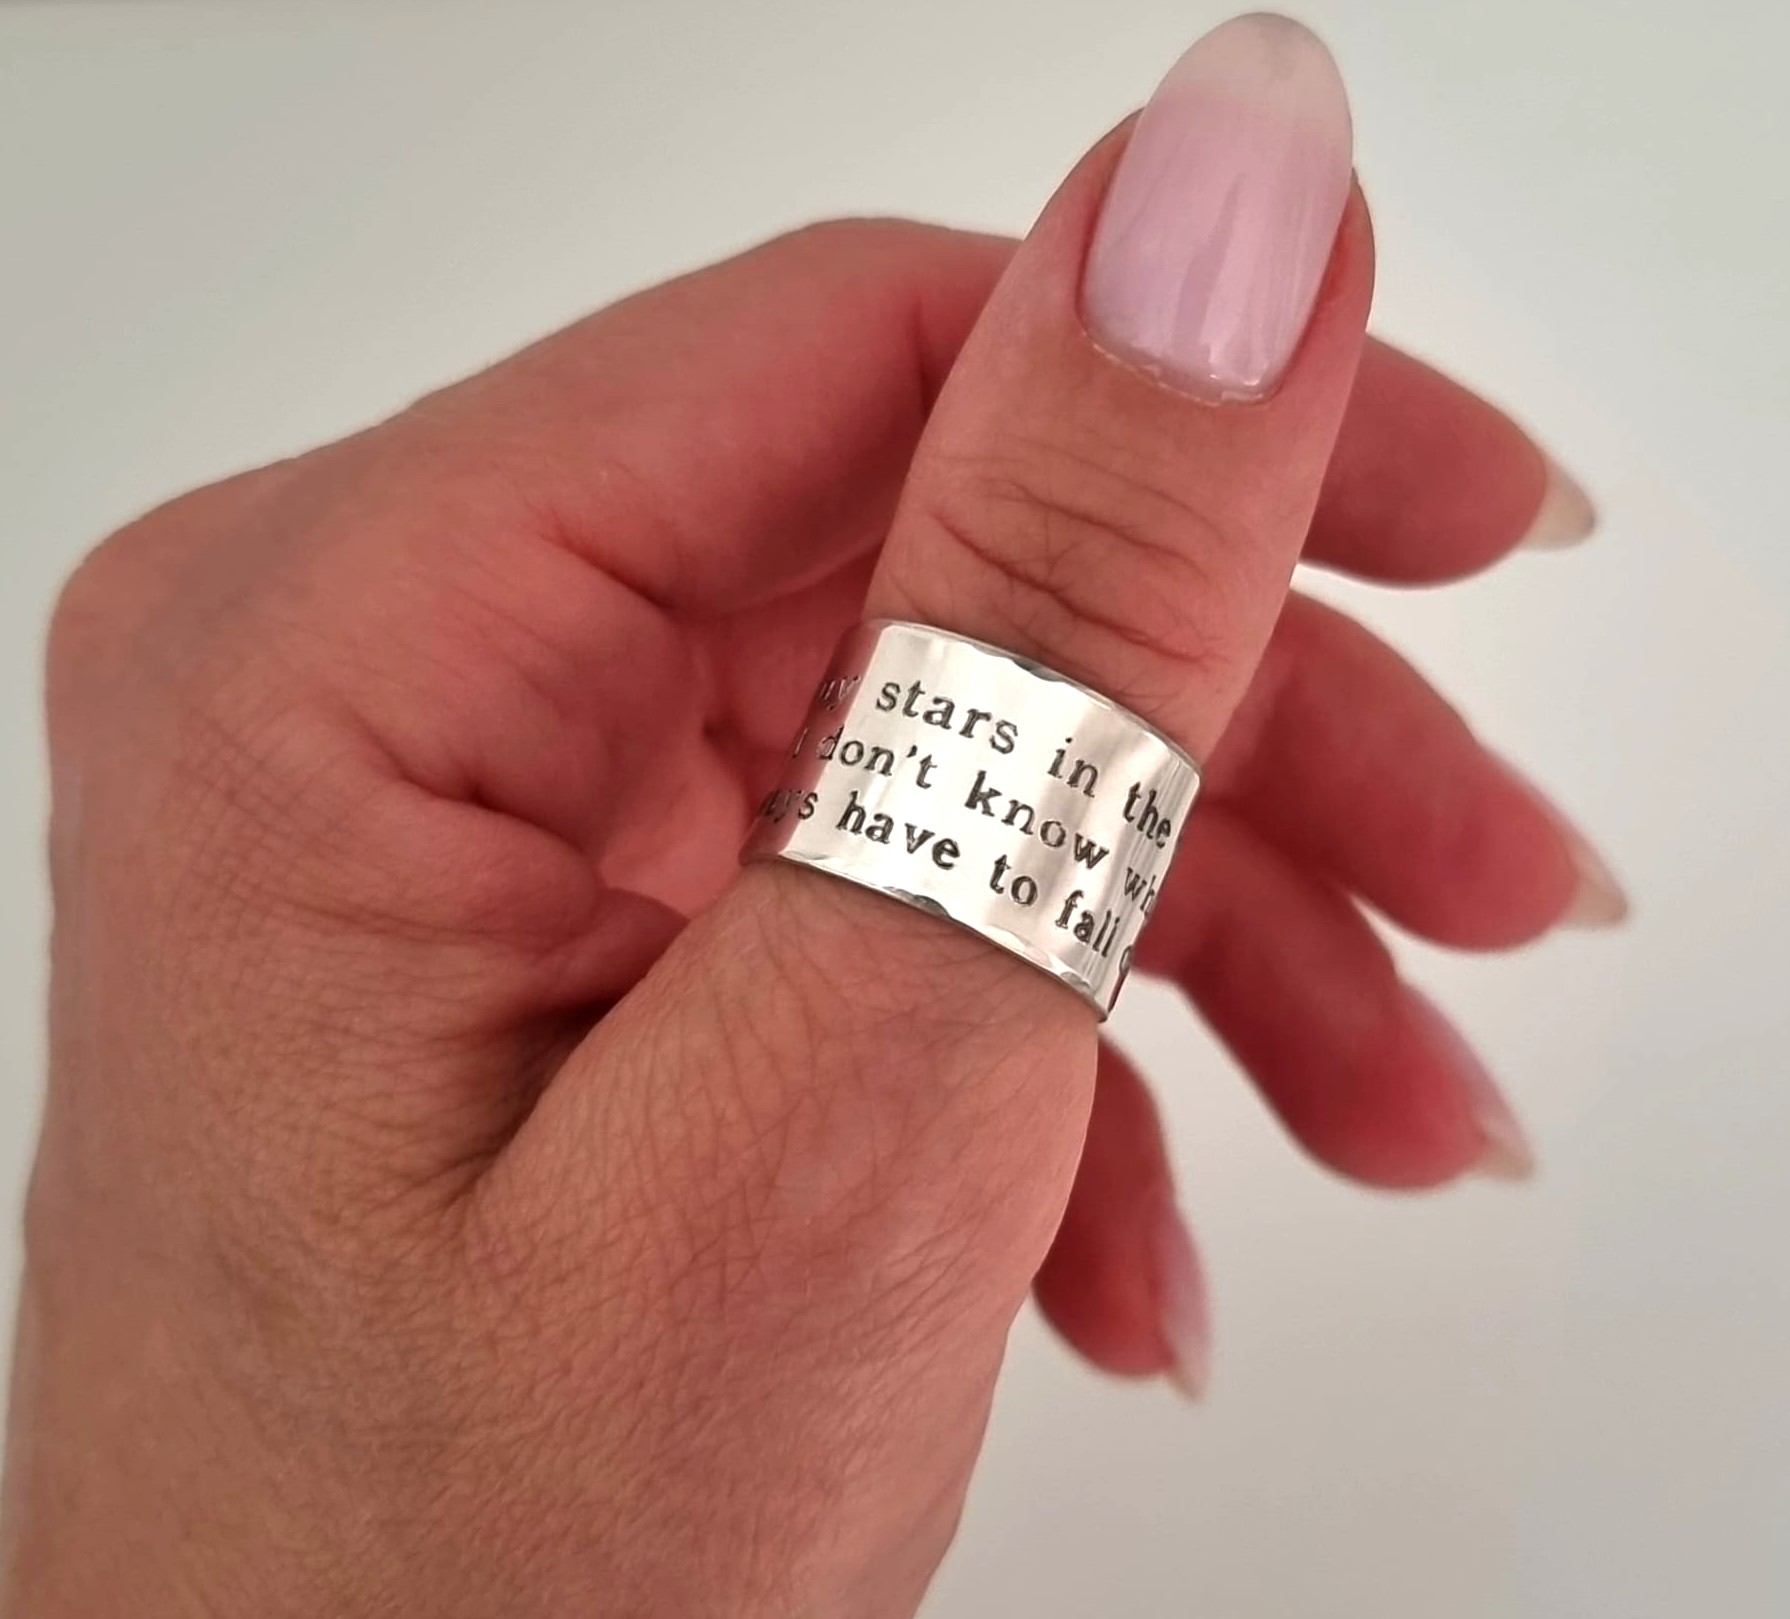 stars in the
don't know
have to fall